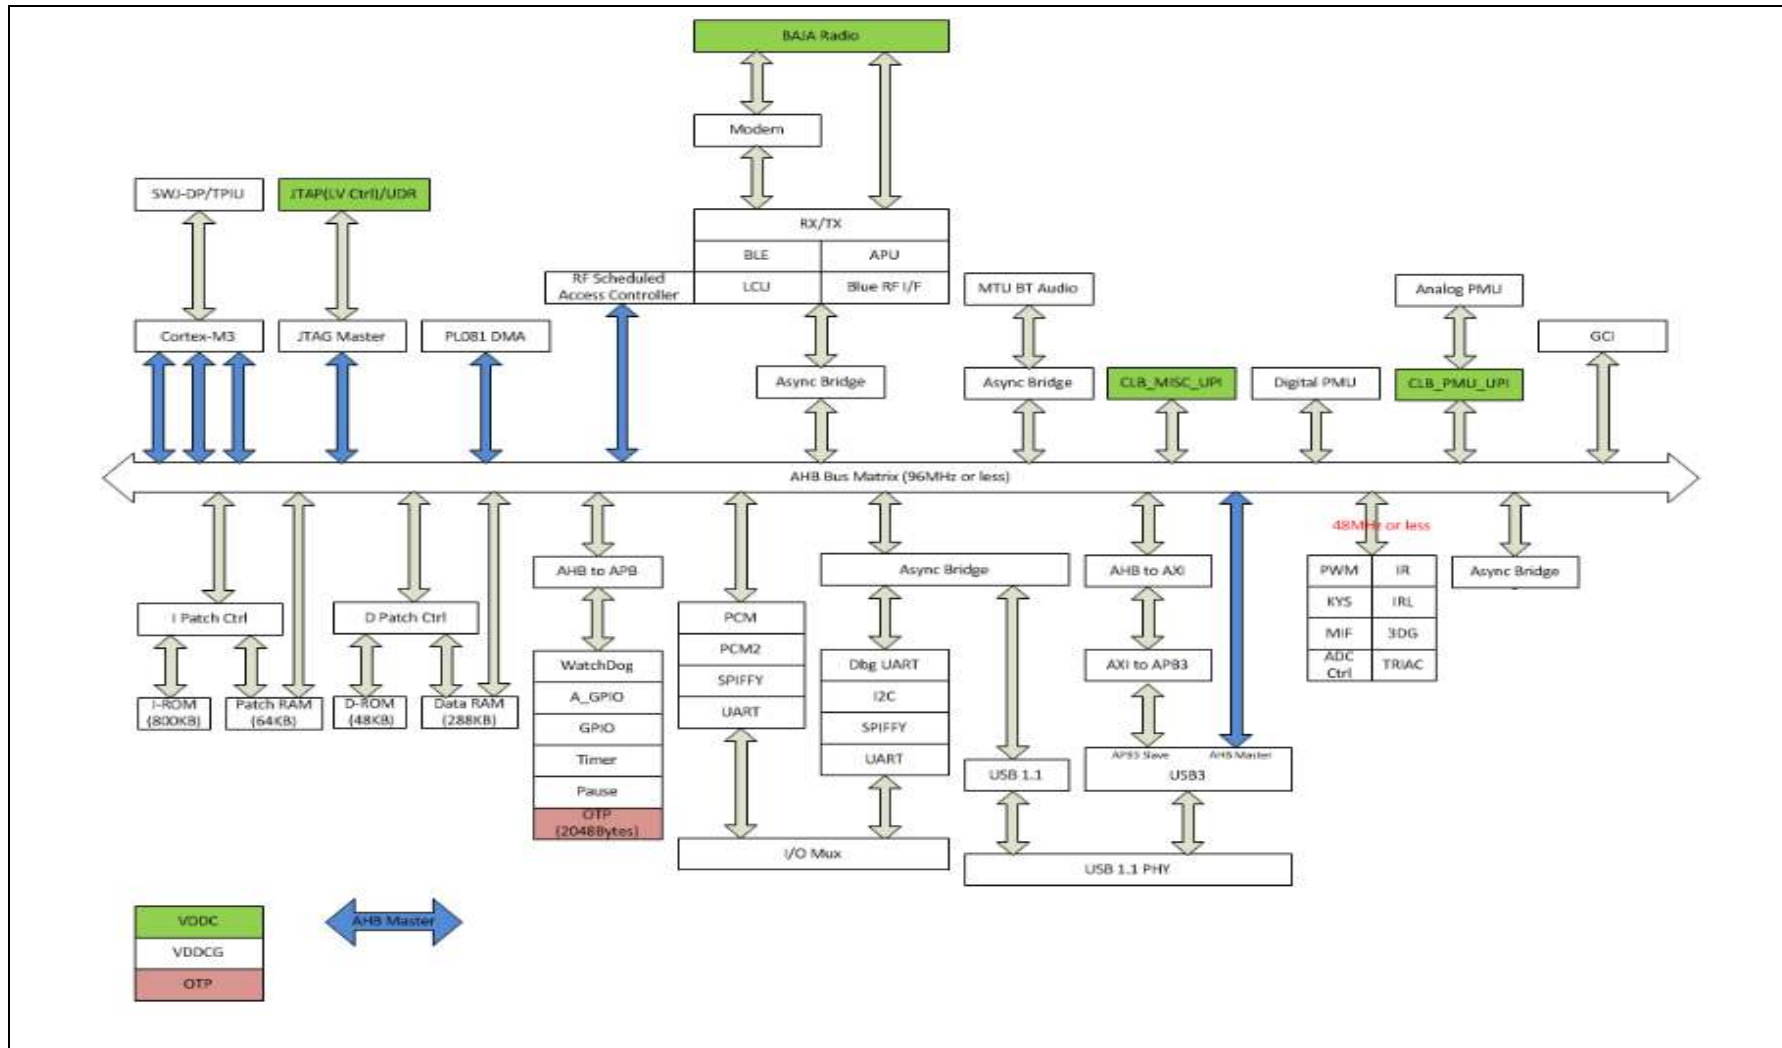 BAJA Radio
Modem
SWJ-DP/TPIU
JTAP(LV Ctrl)/UDR
RX/TX
BLE
APU
RF Scheduled
Access Controller
LCU
Blue RF I/F
MTU BT Audio
Analog PMU
Cortex-M3
JTAG Master
PL081 DMA
GCI
Async Bridge
Async Bridge
CLB_MISC_UPI
Digital PMU
CLB_PMU_UPI
AHB Bus Matrix (96MHz or less)
48MHz or less
AHB to APB
Async Bridge
AHB to AXI
PWM
IR
Async Bridge
I Patch Ctrl
D Patch Ctrl
PCM
KYS
IRL
PCM2
MIF
3DG
WatchDog
Dbg UART
AXI to APB3
ADC
Ctrl
TRIAC
SPIFFY
A_GPIO
I2C
I-ROM
(800KB)
Patch RAM
(64KB)
D-ROM
(48KB)
Data RAM
(288KB)
UART
GPIO
SPIFFY
Timer
UART
APB3 Slave
AHB Master
USB 1.1
USB3
Pause
OTP
(2048Bytes)
I/O Mux
USB 1.1 PHY
VDDC
AHB Master
VDDCG
OTP